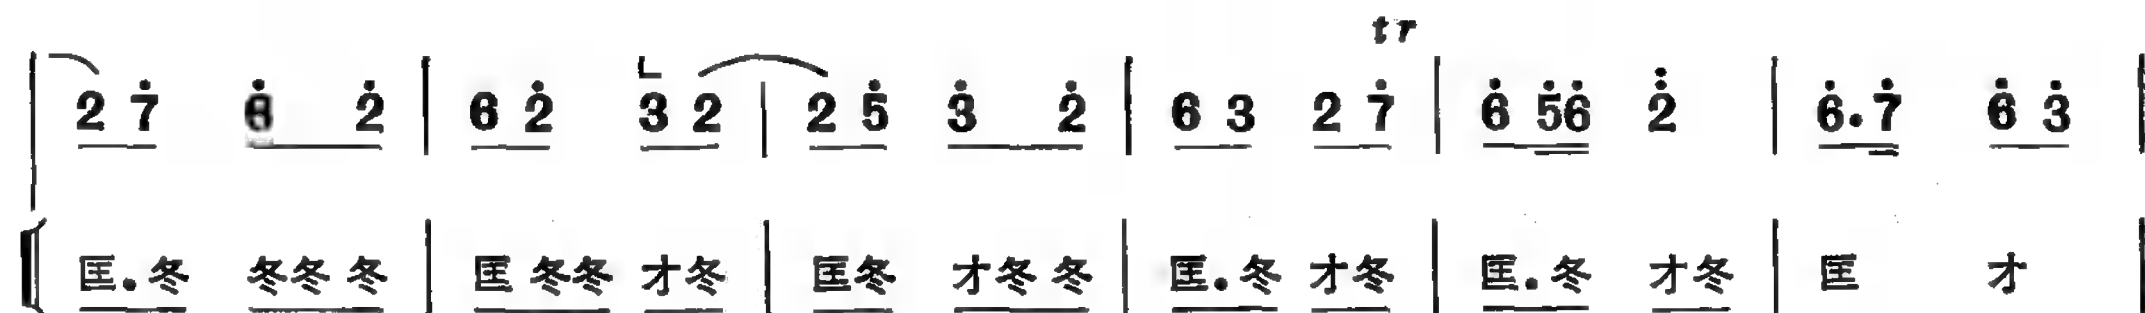 tr
2 7̇ 6̇ 2̇ | 6 2̇ 3 2 | 2 5̇ 3̇ 2̇ | 6 3 2 7̇ | 6̇ 5̇6̇ 2̇̇ | 6̇.7̇ 6̇ 3̇ |
匡.冬 冬冬 冬 | 匡 冬冬 才冬 | 匡冬 才冬 冬 | 匡.冬 才冬 | 匡.冬 才冬 | 匡 才 |